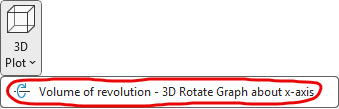 3D
Plot
Volume of revolution - 3D Rotate Graph about x-axis